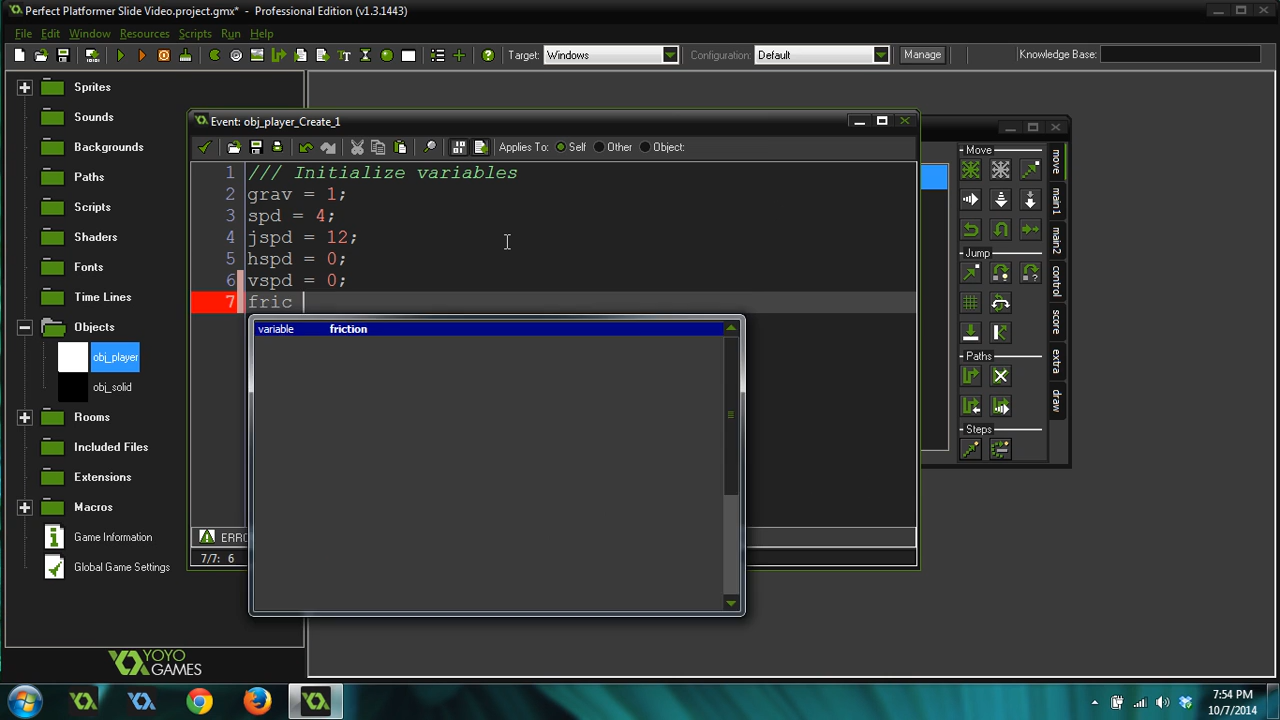 Perfect Platformer Slide Video.project.gmx* - Professional Edition (v1.3.1443)
File Edit Window Resources Scripts Run Help
Target: Windows Configuration: Default Manage Knowledge Base:
Sprites
Sounds
Backgrounds
Paths
Scripts
Shaders
Fonts
Time Lines
Objects
obj_player
obj_solid
Rooms
Included Files
Extensions
Macros
Game Information
Global Game Settings
YOYO
GAMES
Event: obj_player_Create_1
Applies To: Self Other Object:
1 /// Initialize variables
2 grav = 1;
3 spd = 4;
4 jspd = 12;
5 hspd = 0;
6 vspd = 0;
7 fric
variable friction
ERRO
7/7: 6
Move
Jump
Paths
Steps
move
main1
main2
control
score
extra
draw
7:54 PM
10/7/2014